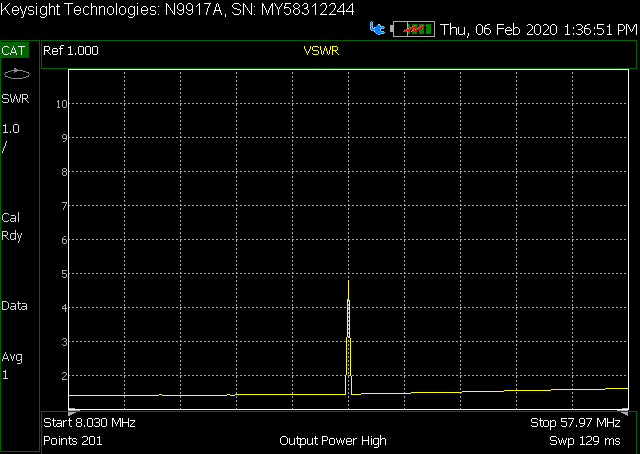 Keysight Technologies: N9917A, SN: MY58312244
Thu, 06 Feb 2020 1:36:51 PM
CAT
Ref 1.000
VSWR
SWR
1.0
/
Cal
Rdy
Data
Avg
1
10
9
8
7
6
5
4
3
2
Start 8.030 MHz
Stop 57.97 MHz
Points 201
Output Power High
Swp 129 ms